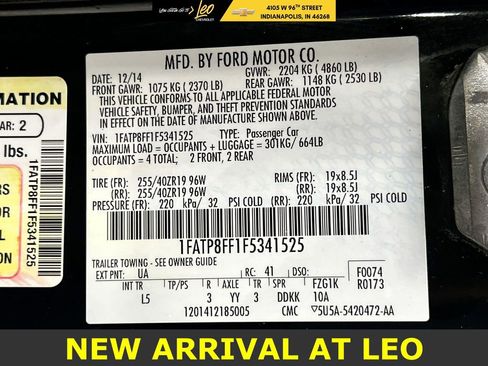 Leo
CHEVROLET
4105 W 96TH STREET
INDIANAPOLIS, IN 46268
MFD. BY FORD MOTOR CO.
DATE: 12/14
GVWR: 2204 KG ( 4860 LB)
FRONT GAWR: 1075 KG ( 2370 LB)
REAR GAWR: 1148 KG ( 2530 LB)
THIS VEHICLE CONFORMS TO ALL APPLICABLE FEDERAL MOTOR
VEHICLE SAFETY, BUMPER, AND THEFT PREVENTION STANDARDS IN
EFFECT ON THE DATE OF MANUFACTURE SHOWN ABOVE.
VIN: 1FATP8FF1F5341525
TYPE: Passenger Car
MAXIMUM LOAD = OCCUPANTS + LUGGAGE = 301KG/ 664LB
OCCUPANTS = 4 TOTAL: 2 FRONT, 2 REAR
TIRE (FR): 255/40ZR19 96W
RIMS (FR): 19x8.5J
(RR): 255/40ZR19 96W
(RR): 19x8.5J
PRESSURE (FR): 220 kPa/ 32 PSI COLD (RR): 220 kPa/ 32 PSI COLD
1FATP8FF1F5341525
TRAILER TOWING - SEE OWNER GUIDE
EXT PNT: UA RC: 41 DSO: F0074
INT TR TP/PS R AXLE TR FZG1K R0173
L5 3 YY 3 DDKK 10A
1201412185005 CMC 5U5A-5420472-AA
MATION
AR: 2
lbs.
1FATP8FF1F5341525
ERS
OR
ION
NEW ARRIVAL AT LEO